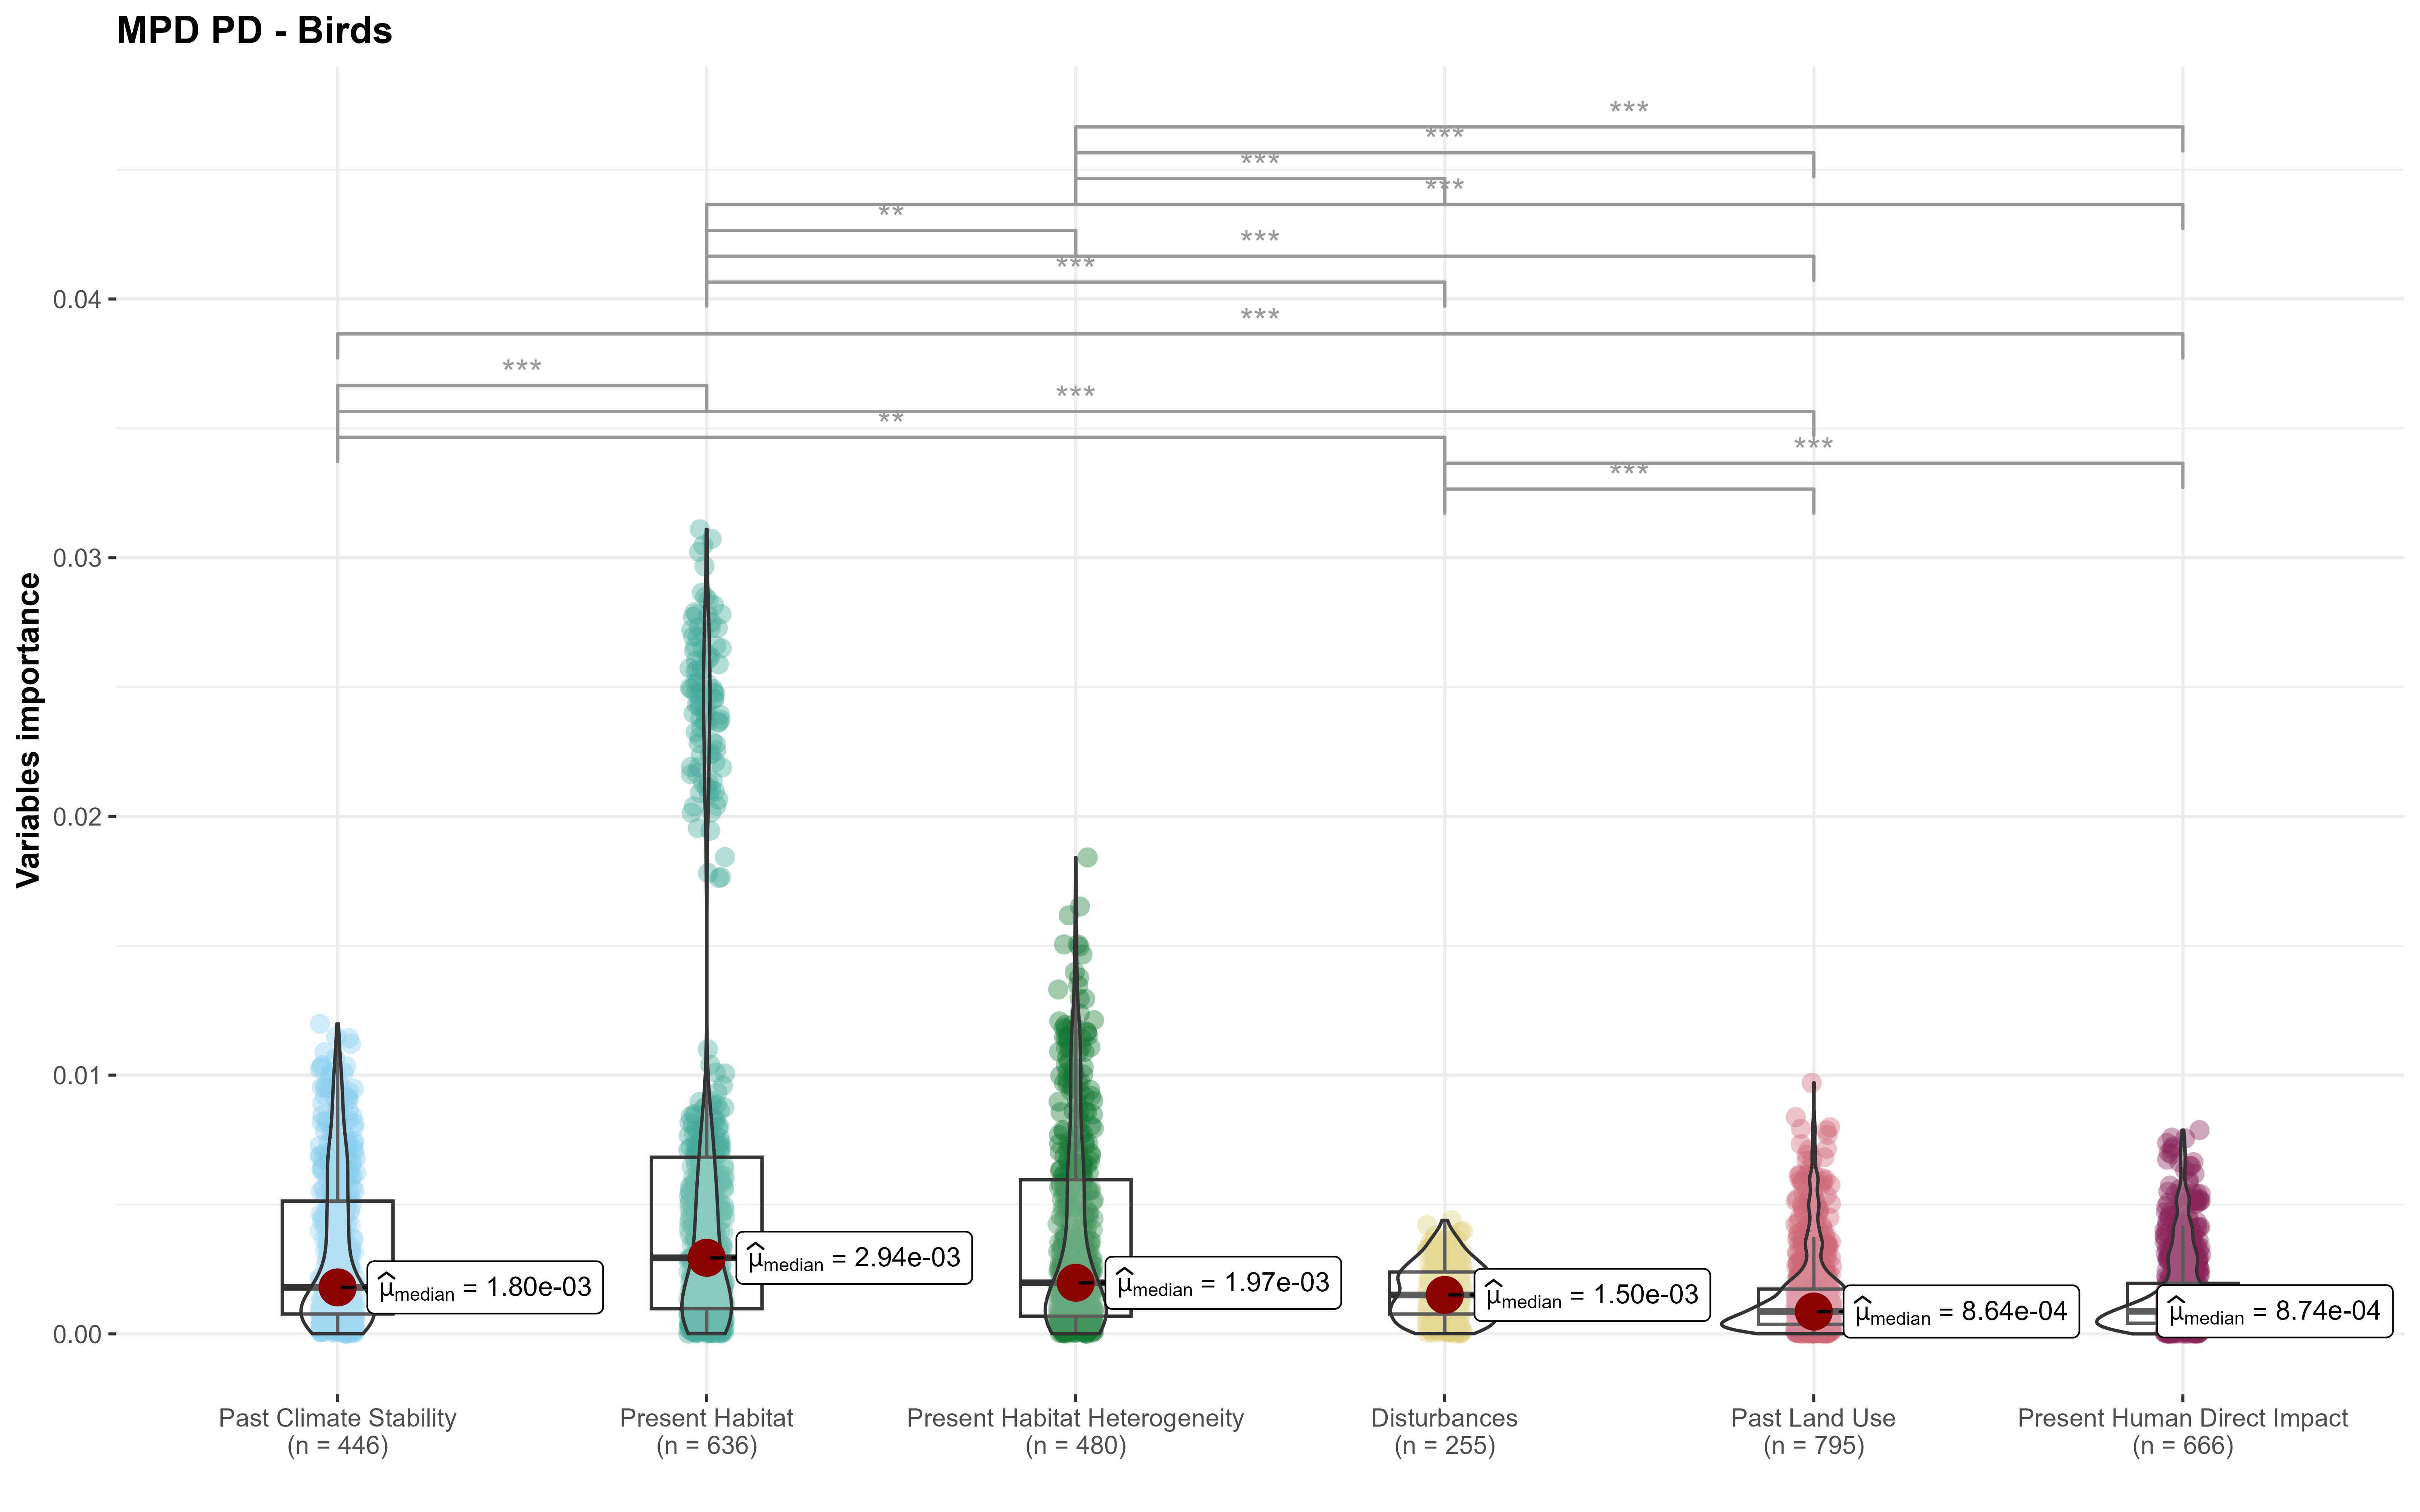 MPD PD - Birds
***
***
***
***
**
***
***
***
***
***
**
***
***
0.04
0.03
0.02
0.01
0.00
Variables importance
μ̂median = 1.80e-03
μ̂median = 2.94e-03
μ̂median = 1.97e-03
μ̂median = 1.50e-03
μ̂median = 8.64e-04
μ̂median = 8.74e-04
Past Climate Stability
(n = 446)
Present Habitat
(n = 636)
Present Habitat Heterogeneity
(n = 480)
Disturbances
(n = 255)
Past Land Use
(n = 795)
Present Human Direct Impact
(n = 666)